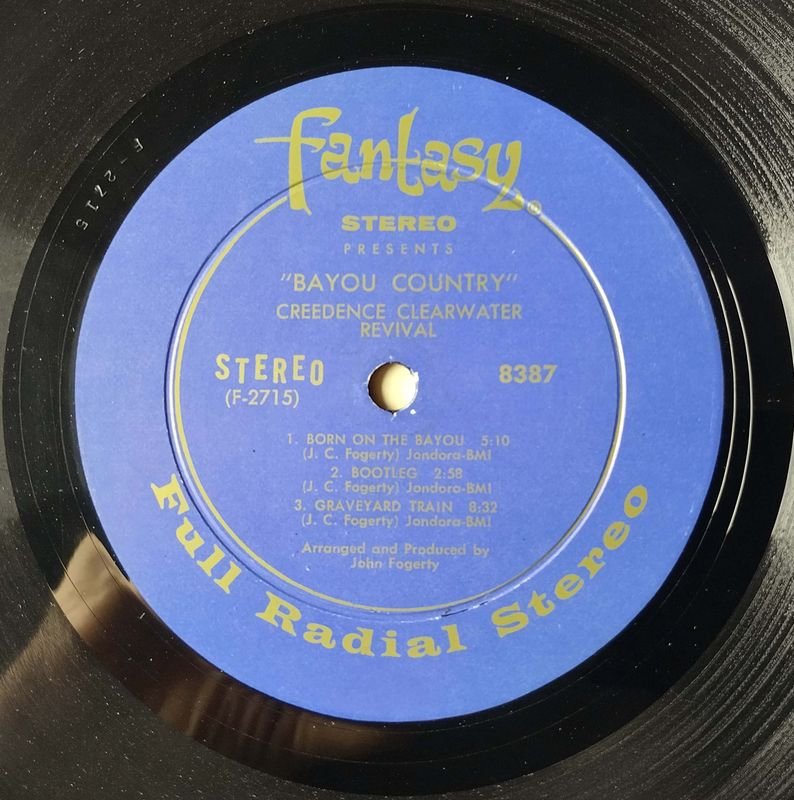 fantasy®
STEREO
PRESENTS
"BAYOU COUNTRY"
CREEDENCE CLEARWATER
REVIVAL
STEREO
(F-2715)
8387
1. BORN ON THE BAYOU 5:10
(J. C. Fogerty) Jondora-BMI
2. BOOTLEG 2:58
(J. C. Fogerty) Jondora-BMI
3. GRAVEYARD TRAIN 8:32
(J. C. Fogerty) Jondora-BMI
Arranged and Produced by
John Fogerty
Full Radial Stereo
F-2715